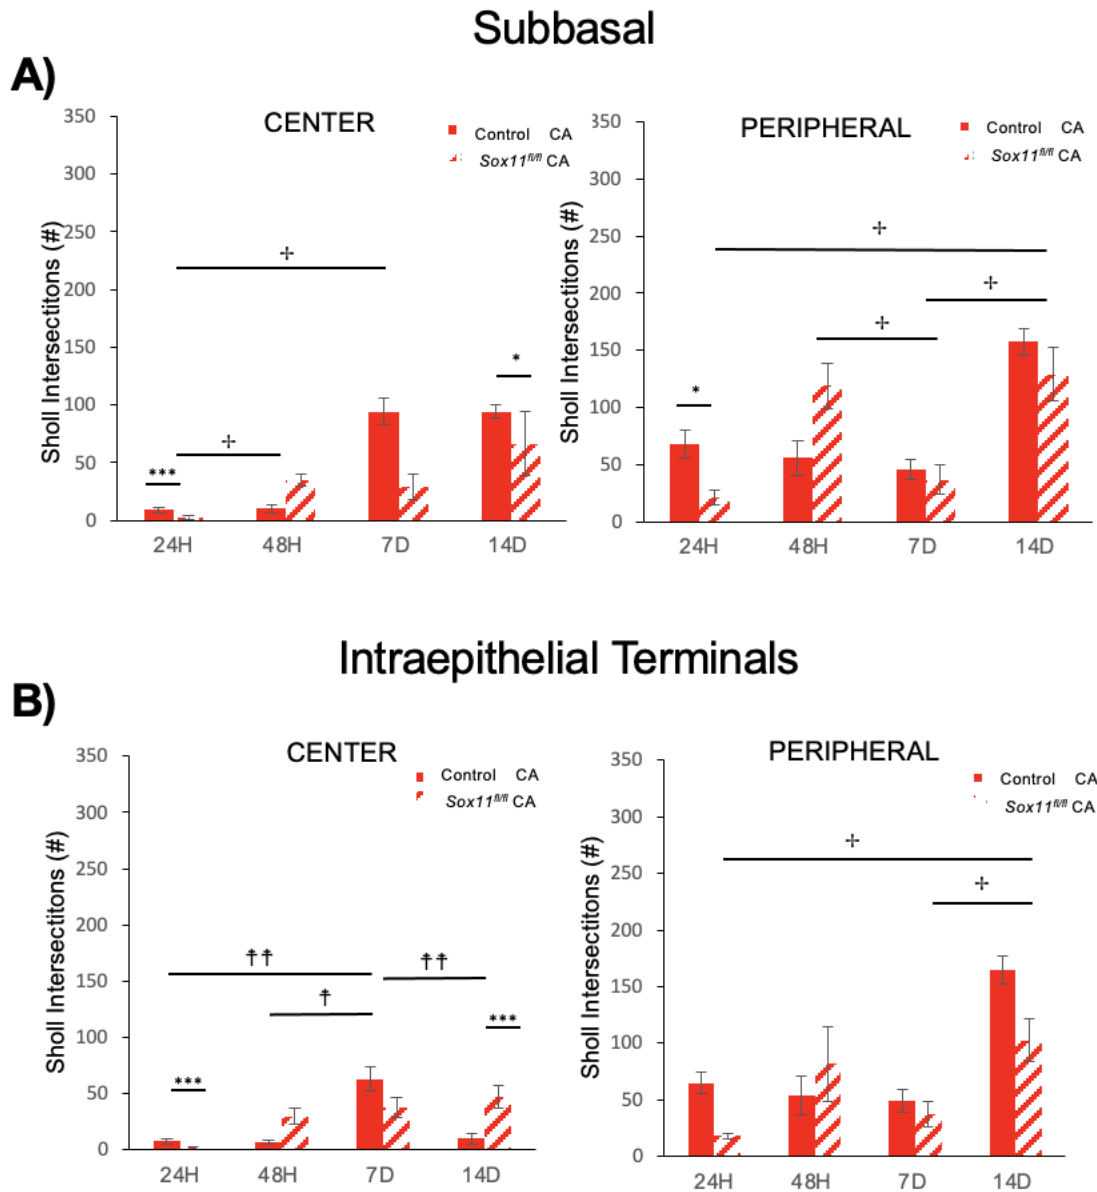 Subbasal
A)
CENTER
Control CA
Sox11fl/fl CA
Sholl Intersectitons (#)
350
300
250
200
150
100
50
0
✢
✢
***
*
24H
48H
7D
14D
PERIPHERAL
Control CA
Sox11fl/fl CA
Sholl Intersectitons (#)
350
300
250
200
150
100
50
0
✢
✢
✢
*
24H
48H
7D
14D
Intraepithelial Terminals
B)
CENTER
Control CA
Sox11fl/fl CA
Sholl Intersectitons (#)
350
300
250
200
150
100
50
0
††
††
†
***
***
24H
48H
7D
14D
PERIPHERAL
Control CA
Sox11fl/fl CA
Sholl Intersectitons (#)
350
300
250
200
150
100
50
0
✢
✢
24H
48H
7D
14D